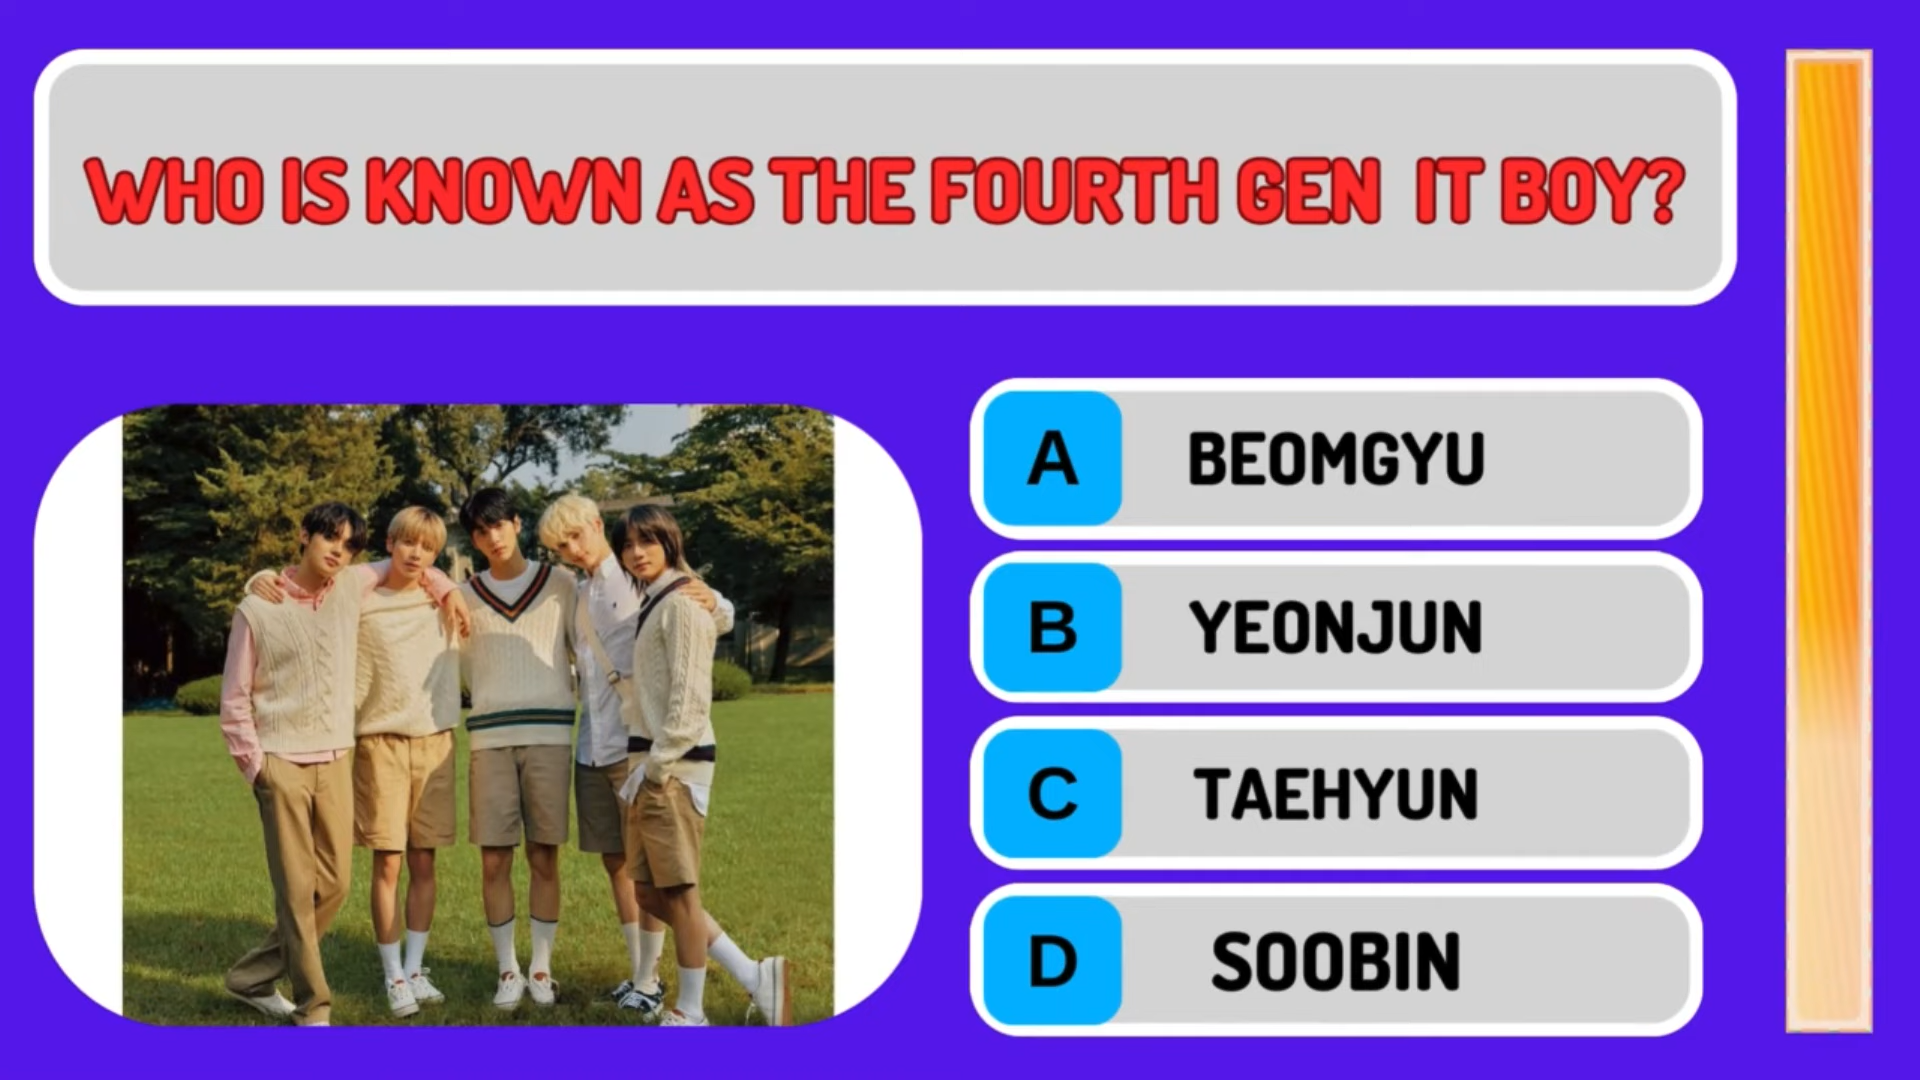 WHO IS KNOWN AS THE FOURTH GEN IT BOY?
A BEOMGYU
B YEONJUN
C TAEHYUN
D SOOBIN